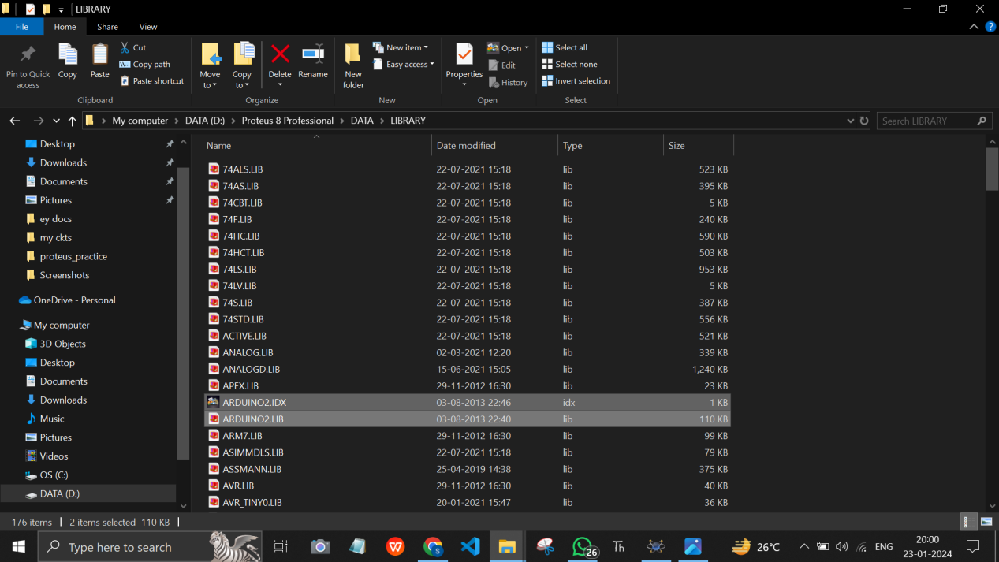 LIBRARY
File Home Share View
Pin to Quick access
Copy
Paste
Cut
Copy path
Paste shortcut
Clipboard
Move to
Copy to
Delete
Rename
Organize
New folder
New item
Easy access
New
Properties
Open
Edit
History
Open
Select all
Select none
Invert selection
Select
My computer > DATA (D:) > Proteus 8 Professional > DATA > LIBRARY
Search LIBRARY
Desktop
Downloads
Documents
Pictures
ey docs
my ckts
proteus_practice
Screenshots
OneDrive - Personal
My computer
3D Objects
Desktop
Documents
Downloads
Music
Pictures
Videos
OS (C:)
DATA (D:)
Name Date modified Type Size
74ALS.LIB 22-07-2021 15:18 lib 523 KB
74AS.LIB 22-07-2021 15:18 lib 395 KB
74CBT.LIB 22-07-2021 15:18 lib 5 KB
74F.LIB 22-07-2021 15:18 lib 240 KB
74HC.LIB 22-07-2021 15:18 lib 590 KB
74HCT.LIB 22-07-2021 15:18 lib 503 KB
74LS.LIB 22-07-2021 15:18 lib 953 KB
74LV.LIB 22-07-2021 15:18 lib 5 KB
74S.LIB 22-07-2021 15:18 lib 387 KB
74STD.LIB 22-07-2021 15:18 lib 556 KB
ACTIVE.LIB 22-07-2021 15:18 lib 521 KB
ANALOG.LIB 02-03-2021 12:20 lib 339 KB
ANALOGD.LIB 15-06-2021 15:05 lib 1,240 KB
APEX.LIB 29-11-2012 16:30 lib 23 KB
ARDUINO2.IDX 03-08-2013 22:46 idx 1 KB
ARDUINO2.LIB 03-08-2013 22:40 lib 110 KB
ARM7.LIB 29-11-2012 16:30 lib 99 KB
ASIMMDLS.LIB 22-07-2021 15:18 lib 79 KB
ASSMANN.LIB 25-04-2019 14:38 lib 375 KB
AVR.LIB 29-11-2012 16:30 lib 40 KB
AVR_TINY0.LIB 20-01-2021 15:47 lib 36 KB
176 items 2 items selected 110 KB
Type here to search
W
S
26
Th
26°C
ENG
20:00
23-01-2024